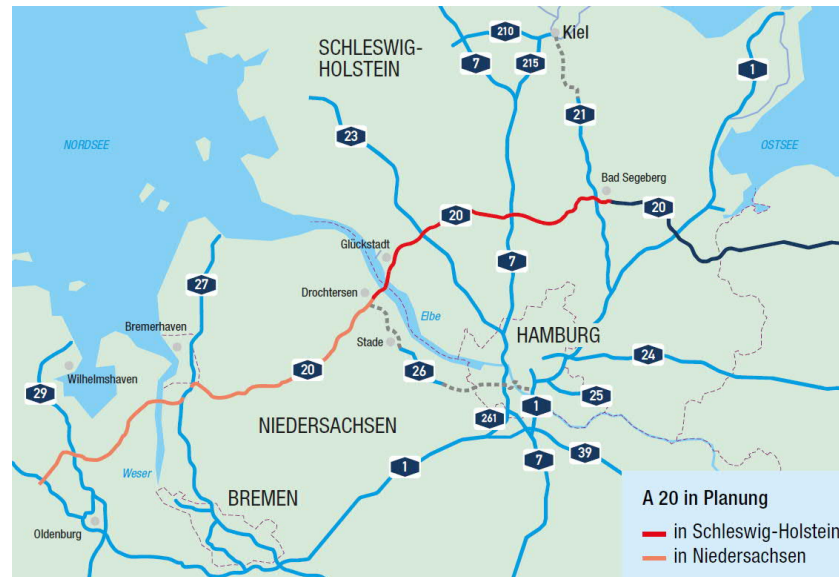 210
Kiel
SCHLESWIG-
HOLSTEIN
7
215
1
21
23
NORDSEE
OSTSEE
Bad Segeberg
20
20
Glückstadt
7
27
Drochtersen
Elbe
Bremerhaven
HAMBURG
Stade
20
26
24
Wilhelmshaven
29
25
261
1
NIEDERSACHSEN
39
7
1
Weser
BREMEN
Oldenburg
A 20 in Planung
in Schleswig-Holstein
in Niedersachsen